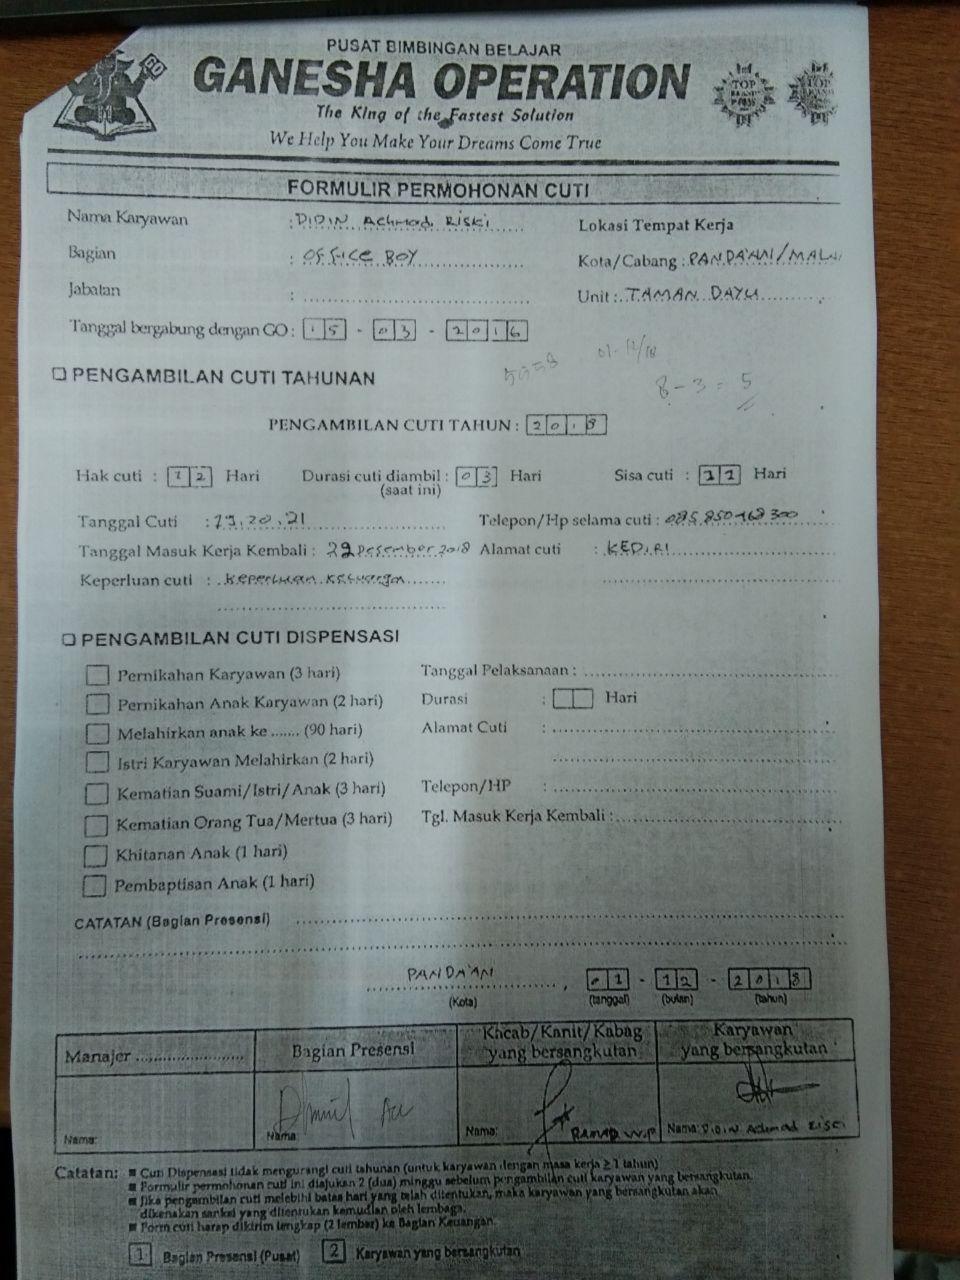 PUSAT BIMBINGAN BELAJAR
GANESHA OPERATION
The King of the Fastest Solution
We Help You Make Your Dreams Come True
GO
TOP
TOP
FORMULIR PERMOHONAN CUTI
Nama Karyawan : DIDIN Achmad Riski
Lokasi Tempat Kerja
Bagian : OFFICE BOY
Kota/Cabang : PANDA'AN/MALA
Jabatan :
Unit : TAMAN DAYU
Tanggal bergabung dengan GO : 15 - 03 - 2016
01-12/18
8 - 3 = 5
PENGAMBILAN CUTI TAHUNAN
PENGAMBILAN CUTI TAHUN : 2018
Hak cuti : 12 Hari Durasi cuti diambil : 03 Hari Sisa cuti : 11 Hari
(saat ini)
Tanggal Cuti : 19,20,21 Telepon/Hp selama cuti :
Tanggal Masuk Kerja Kembali : 22 Desember 2018 Alamat cuti : KEDIRI
Keperluan cuti : Keperluan Keluarga
PENGAMBILAN CUTI DISPENSASI
Pernikahan Karyawan (3 hari) Tanggal Pelaksanaan :
Pernikahan Anak Karyawan (2 hari) Durasi : Hari
Melahirkan anak ke ....... (90 hari) Alamat Cuti :
Istri Karyawan Melahirkan (2 hari)
Kematian Suami/Istri/Anak (3 hari) Telepon/HP :
Kematian Orang Tua/Mertua (3 hari) Tgl. Masuk Kerja Kembali :
Khitanan Anak (1 hari)
Pembaptisan Anak (1 hari)
CATATAN (Bagian Presensi)
PANDA'AN , 01 - 12 - 2018
(Kota) (tanggal) (bulan) (tahun)
Manajer ...................... Bagian Presensi Kacab/Kanit/Kabag yang bersangkutan Karyawan yang bersangkutan
Nama: Nama: Nama: W.P Nama: DIDIN Achmad Riski
Catatan: ■ Cuti Dispensasi tidak mengurangi cuti tahunan (untuk karyawan dengan masa kerja ≥ 1 tahun)
■ Formulir permohonan cuti ini diajukan 2 (dua) minggu sebelum pengambilan cuti karyawan yang bersangkutan.
■ Jika pengambilan cuti melebihi batas hari yang telah ditentukan, maka karyawan yang bersangkutan akan
dikenakan sanksi yang ditentukan kemudian oleh lembaga.
■ Form cuti harap dikirim lengkap (2 lembar) ke Bagian Keuangan.
1 Bagian Presensi (Pusat) 2 Karyawan yang bersangkutan